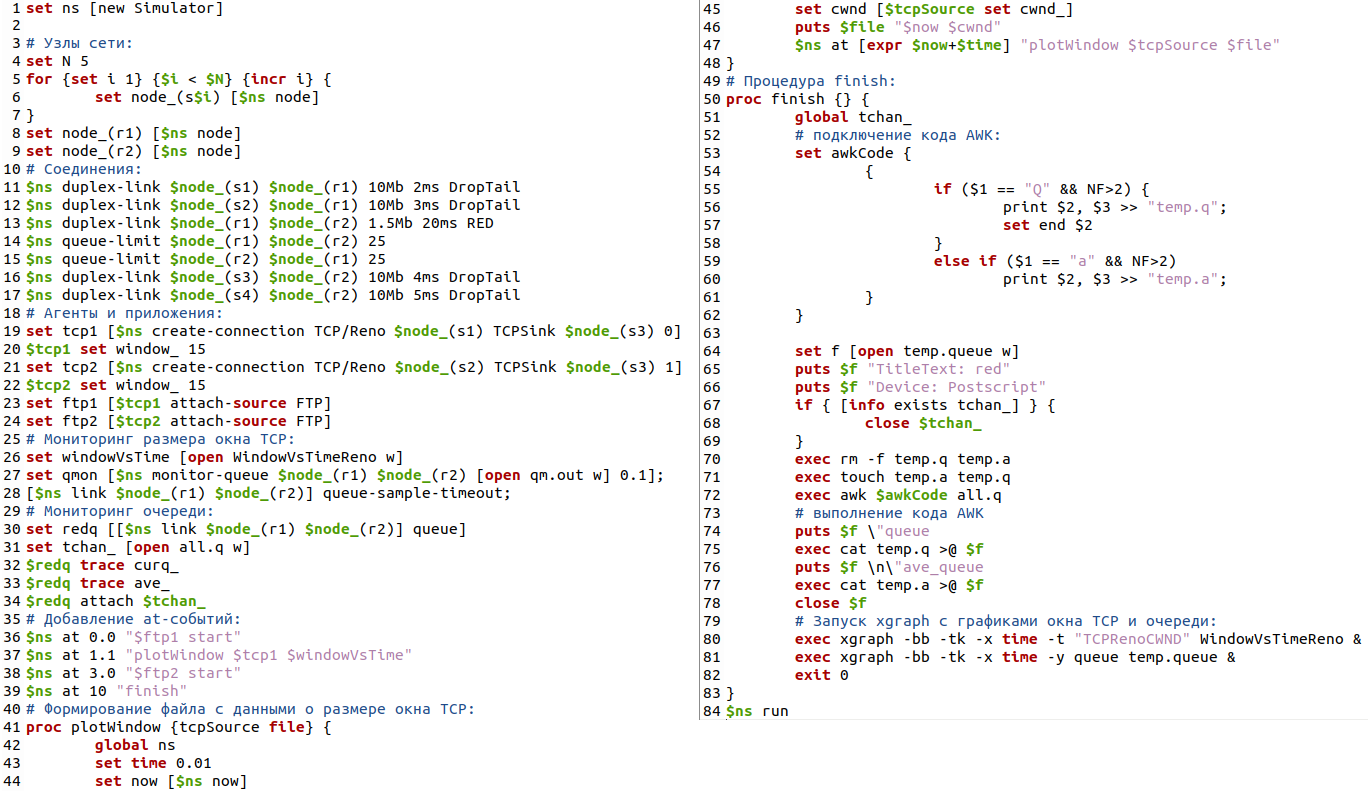 1 set ns [new Simulator]
2
3 # Узлы сети:
4 set N 5
5 for {set i 1} {$i < $N} {incr i} {
6         set node_(s$i) [$ns node]
7 }
8 set node_(r1) [$ns node]
9 set node_(r2) [$ns node]
10 # Соединения:
11 $ns duplex-link $node_(s1) $node_(r1) 10Mb 2ms DropTail
12 $ns duplex-link $node_(s2) $node_(r1) 10Mb 3ms DropTail
13 $ns duplex-link $node_(r1) $node_(r2) 1.5Mb 20ms RED
14 $ns queue-limit $node_(r1) $node_(r2) 25
15 $ns queue-limit $node_(r2) $node_(r1) 25
16 $ns duplex-link $node_(s3) $node_(r2) 10Mb 4ms DropTail
17 $ns duplex-link $node_(s4) $node_(r2) 10Mb 5ms DropTail
18 # Агенты и приложения:
19 set tcp1 [$ns create-connection TCP/Reno $node_(s1) TCPSink $node_(s3) 0]
20 $tcp1 set window_ 15
21 set tcp2 [$ns create-connection TCP/Reno $node_(s2) TCPSink $node_(s3) 1]
22 $tcp2 set window_ 15
23 set ftp1 [$tcp1 attach-source FTP]
24 set ftp2 [$tcp2 attach-source FTP]
25 # Мониторинг размера окна TCP:
26 set windowVsTime [open WindowVsTimeReno w]
27 set qmon [$ns monitor-queue $node_(r1) $node_(r2) [open qm.out w] 0.1];
28 [$ns link $node_(r1) $node_(r2)] queue-sample-timeout;
29 # Мониторинг очереди:
30 set redq [[$ns link $node_(r1) $node_(r2)] queue]
31 set tchan_ [open all.q w]
32 $redq trace curq_
33 $redq trace ave_
34 $redq attach $tchan_
35 # Добавление at-событий:
36 $ns at 0.0 "$ftp1 start"
37 $ns at 1.1 "plotWindow $tcp1 $windowVsTime"
38 $ns at 3.0 "$ftp2 start"
39 $ns at 10 "finish"
40 # Формирование файла с данными о размере окна TCP:
41 proc plotWindow {tcpSource file} {
42         global ns
43         set time 0.01
44         set now [$ns now]
45         set cwnd [$tcpSource set cwnd_]
46         puts $file "$now $cwnd"
47         $ns at [expr $now+$time] "plotWindow $tcpSource $file"
48 }
49 # Процедура finish:
50 proc finish {} {
51         global tchan_
52         # подключение кода AWK:
53         set awkCode {
54                 {
55                         if ($1 == "Q" && NF>2) {
56                                 print $2, $3 >> "temp.q";
57                                 set end $2
58                         }
59                         else if ($1 == "a" && NF>2)
60                                 print $2, $3 >> "temp.a";
61                 }
62         }
63
64         set f [open temp.queue w]
65         puts $f "TitleText: red"
66         puts $f "Device: Postscript"
67         if { [info exists tchan_] } {
68                 close $tchan_
69         }
70         exec rm -f temp.q temp.a
71         exec touch temp.a temp.q
72         exec awk $awkCode all.q
73         # выполнение кода AWK
74         puts $f \"queue
75         exec cat temp.q >@ $f
76         puts $f \n\"ave_queue
77         exec cat temp.a >@ $f
78         close $f
79         # Запуск xgraph с графиками окна TCP и очереди:
80         exec xgraph -bb -tk -x time -t "TCPRenoCWND" WindowVsTimeReno &
81         exec xgraph -bb -tk -x time -y queue temp.queue &
82         exit 0
83 }
84 $ns run